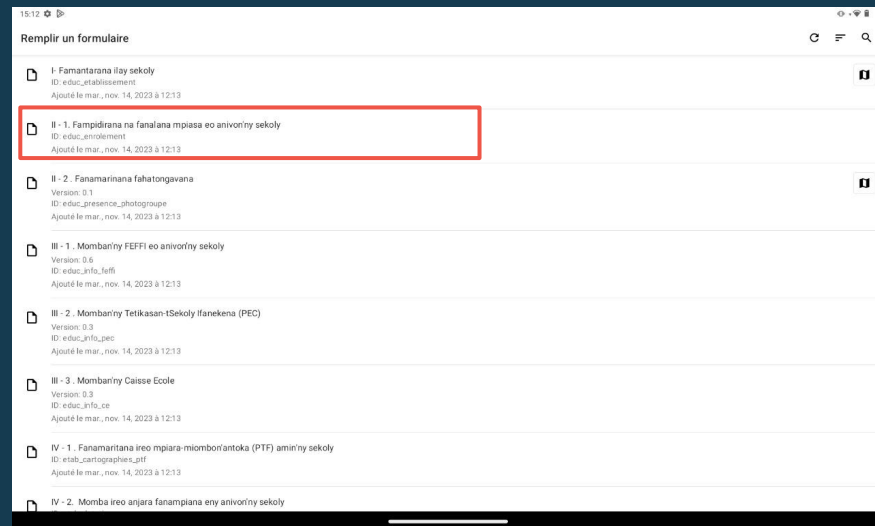 15:12
Remplir un formulaire
I- Famantarana ilay sekoly
ID: educ_etablissement
Ajouté le mar., nov. 14, 2023 à 12:13
II - 1. Fampidirana na fanalana mpiasa eo anivon'ny sekoly
ID: educ_enrolement
Ajouté le mar., nov. 14, 2023 à 12:13
II - 2 . Fanamarinana fahatongavana
Version: 0.1
ID: educ_presence_photogroupe
Ajouté le mar., nov. 14, 2023 à 12:13
III - 1 . Momban'ny FEFFI eo anivon'ny sekoly
Version: 0.6
ID: educ_info_feffi
Ajouté le mar., nov. 14, 2023 à 12:13
III - 2 . Momban'ny Tetikasan-tSekoly Ifanekena (PEC)
Version: 0.3
ID: educ_info_pec
Ajouté le mar., nov. 14, 2023 à 12:13
III - 3 . Momban'ny Caisse Ecole
Version: 0.3
ID: educ_info_ce
Ajouté le mar., nov. 14, 2023 à 12:13
IV - 1 . Fanamaritana ireo mpiara-miombon'antoka (PTF) amin'ny sekoly
ID: etab_cartographies_ptf
Ajouté le mar., nov. 14, 2023 à 12:13
IV - 2. Momba ireo anjara fanampiana eny anivon'ny sekoly